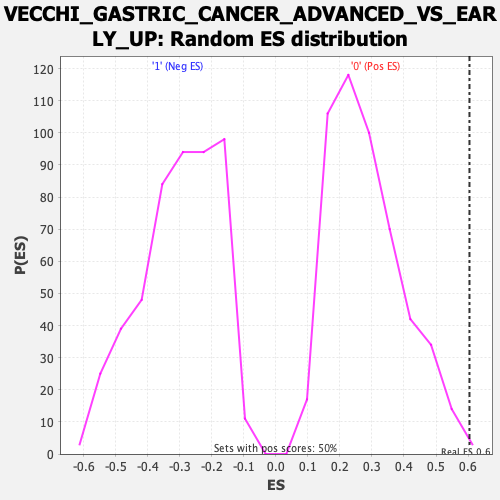 VECCHI_GASTRIC_CANCER_ADVANCED_VS_EAR
LY_UP: Random ES distribution
'1' (Neg ES)
'0' (Pos ES)
120
110
100
90
80
70
60
50
40
30
20
10
0
P(ES)
Sets with pos scores: 50%
Real ES 0.6
-0.6 -0.5 -0.4 -0.3 -0.2 -0.1 0.0 0.1 0.2 0.3 0.4 0.5 0.6
ES